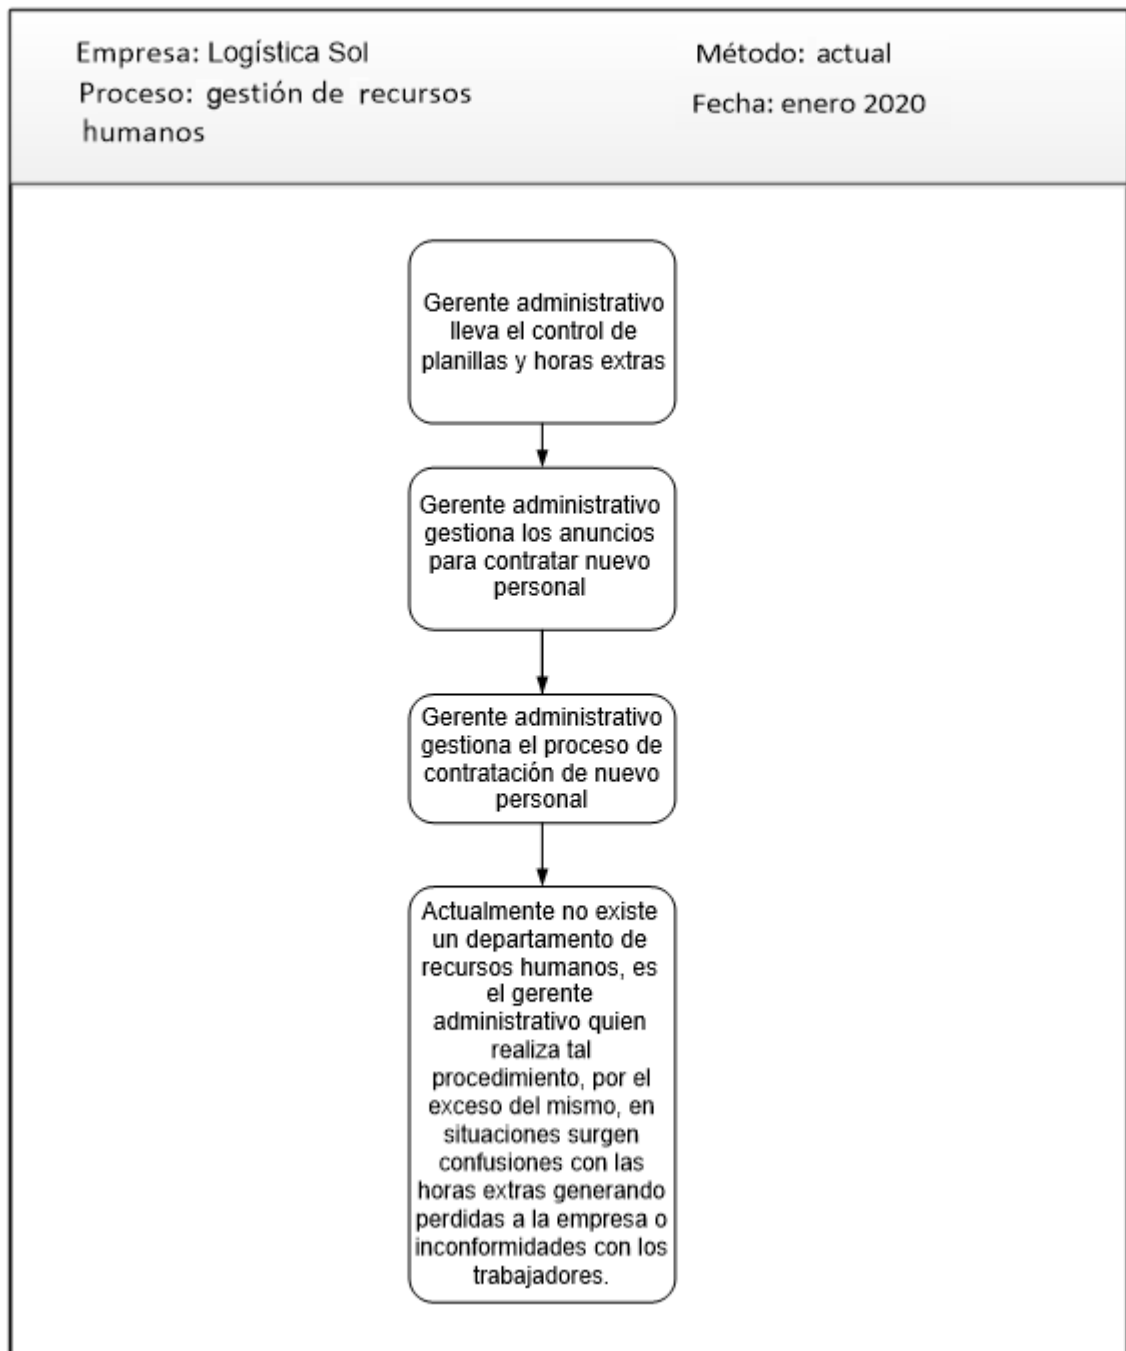 Empresa: Logística Sol
Proceso: gestión de recursos
humanos
Método: actual
Fecha: enero 2020
Gerente administrativo
lleva el control de
planillas y horas extras
Gerente administrativo
gestiona los anuncios
para contratar nuevo
personal
Gerente administrativo
gestiona el proceso de
contratación de nuevo
personal
Actualmente no existe
un departamento de
recursos humanos, es
el gerente
administrativo quien
realiza tal
procedimiento, por el
exceso del mismo, en
situaciones surgen
confusiones con las
horas extras generando
perdidas a la empresa o
inconformidades con los
trabajadores.